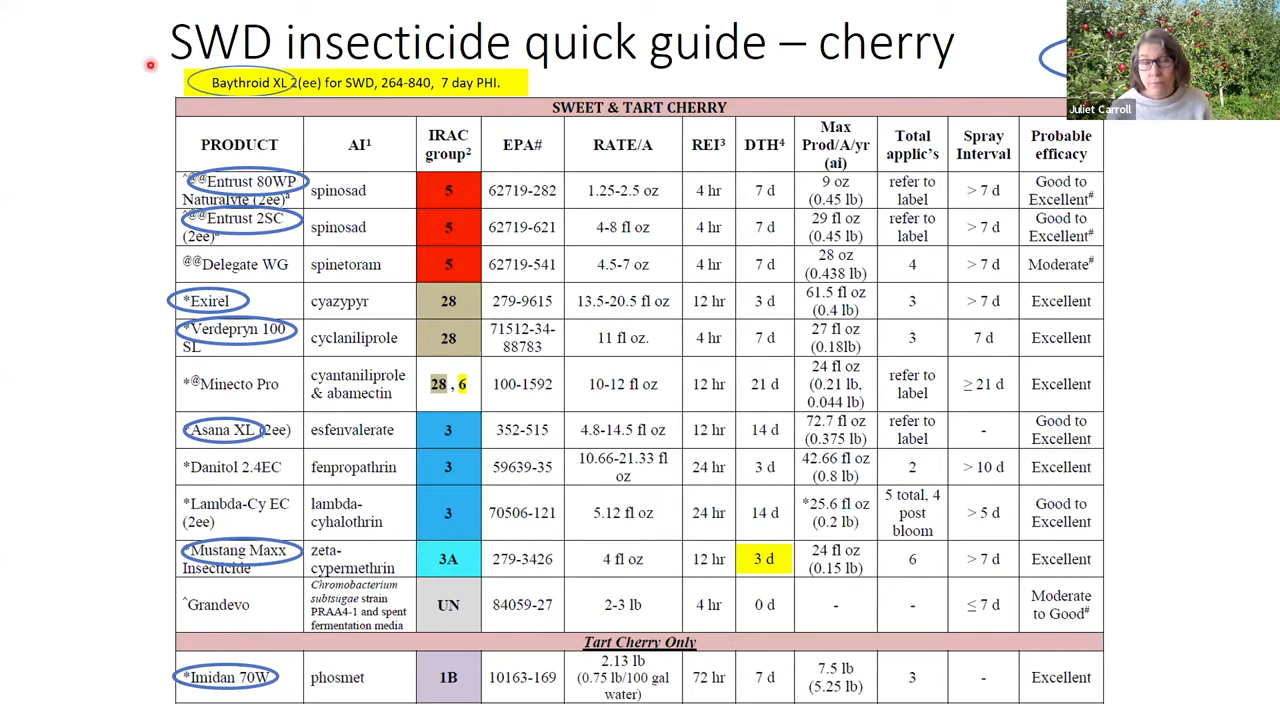 SWD insecticide quick guide – cherry
Baythroid XL 2(ee) for SWD, 264-840, 7 day PHI.
Juliet Carroll
SWEET & TART CHERRY
PRODUCT AI¹ IRAC group² EPA# RATE/A REI³ DTH⁴ Max Prod/A/yr (ai) Total applic's Spray Interval Probable efficacy
^@@Entrust 80WP Naturalyte (2ee)ª spinosad 5 62719-282 1.25-2.5 oz 4 hr 7 d 9 oz (0.45 lb) refer to label > 7 d Good to Excellent#
^@@Entrust 2SC (2ee)ª spinosad 5 62719-621 4-8 fl oz 4 hr 7 d 29 fl oz (0.45 lb) refer to label > 7 d Good to Excellent#
@@Delegate WG spinetoram 5 62719-541 4.5-7 oz 4 hr 7 d 28 oz (0.438 lb) 4 > 7 d Moderate#
*Exirel cyazypyr 28 279-9615 13.5-20.5 fl oz 12 hr 3 d 61.5 fl oz (0.4 lb) 3 > 7 d Excellent
*Verdepryn 100 SL cyclaniliprole 28 71512-34-88783 11 fl oz. 4 hr 7 d 27 fl oz (0.18lb) 3 7 d Excellent
*@Minecto Pro cyantaniliprole & abamectin 28 , 6 100-1592 10-12 fl oz 12 hr 21 d 24 fl oz (0.21 lb, 0.044 lb) refer to label ≥ 21 d Excellent
*Asana XL (2ee) esfenvalerate 3 352-515 4.8-14.5 fl oz 12 hr 14 d 72.7 fl oz (0.375 lb) refer to label - Good to Excellent
*Danitol 2.4EC fenpropathrin 3 59639-35 10.66-21.33 fl oz 24 hr 3 d 42.66 fl oz (0.8 lb) 2 > 10 d Excellent
*Lambda-Cy EC (2ee) lambda-cyhalothrin 3 70506-121 5.12 fl oz 24 hr 14 d *25.6 fl oz (0.2 lb) 5 total, 4 post bloom > 5 d Good to Excellent
*Mustang Maxx Insecticide zeta-cypermethrin 3A 279-3426 4 fl oz 12 hr 3 d 24 fl oz (0.15 lb) 6 > 7 d Excellent
^Grandevo Chromobacterium subtsugae strain PRAA4-1 and spent fermentation media UN 84059-27 2-3 lb 4 hr 0 d - - ≤ 7 d Moderate to Good#
Tart Cherry Only
*Imidan 70W phosmet 1B 10163-169 2.13 lb (0.75 lb/100 gal water) 72 hr 7 d 7.5 lb (5.25 lb) 3 - Excellent